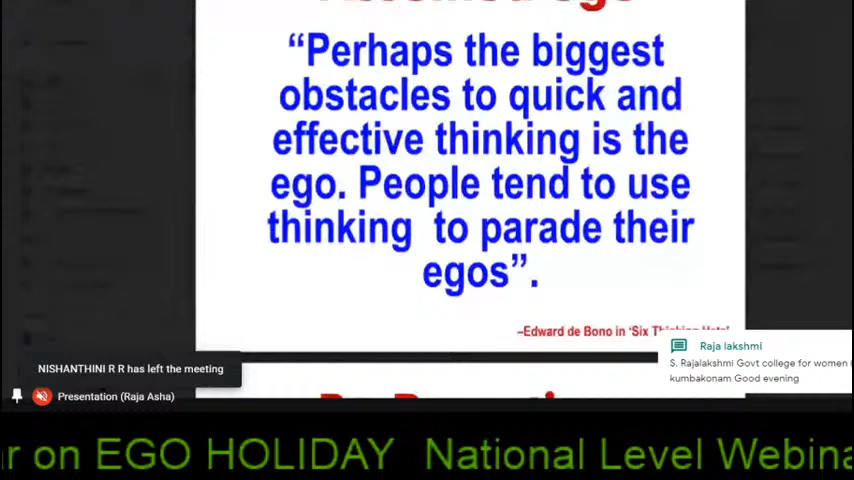 “Perhaps the biggest
obstacles to quick and
effective thinking is the
ego. People tend to use
thinking to parade their
egos”.
–Edward de Bono in ‘Six
Raja lakshmi
S. Rajalakshmi Govt college for women
kumbakonam Good evening
NISHANTHINI R R has left the meeting
Presentation (Raja Asha)
r on EGO HOLIDAY National Level Webina